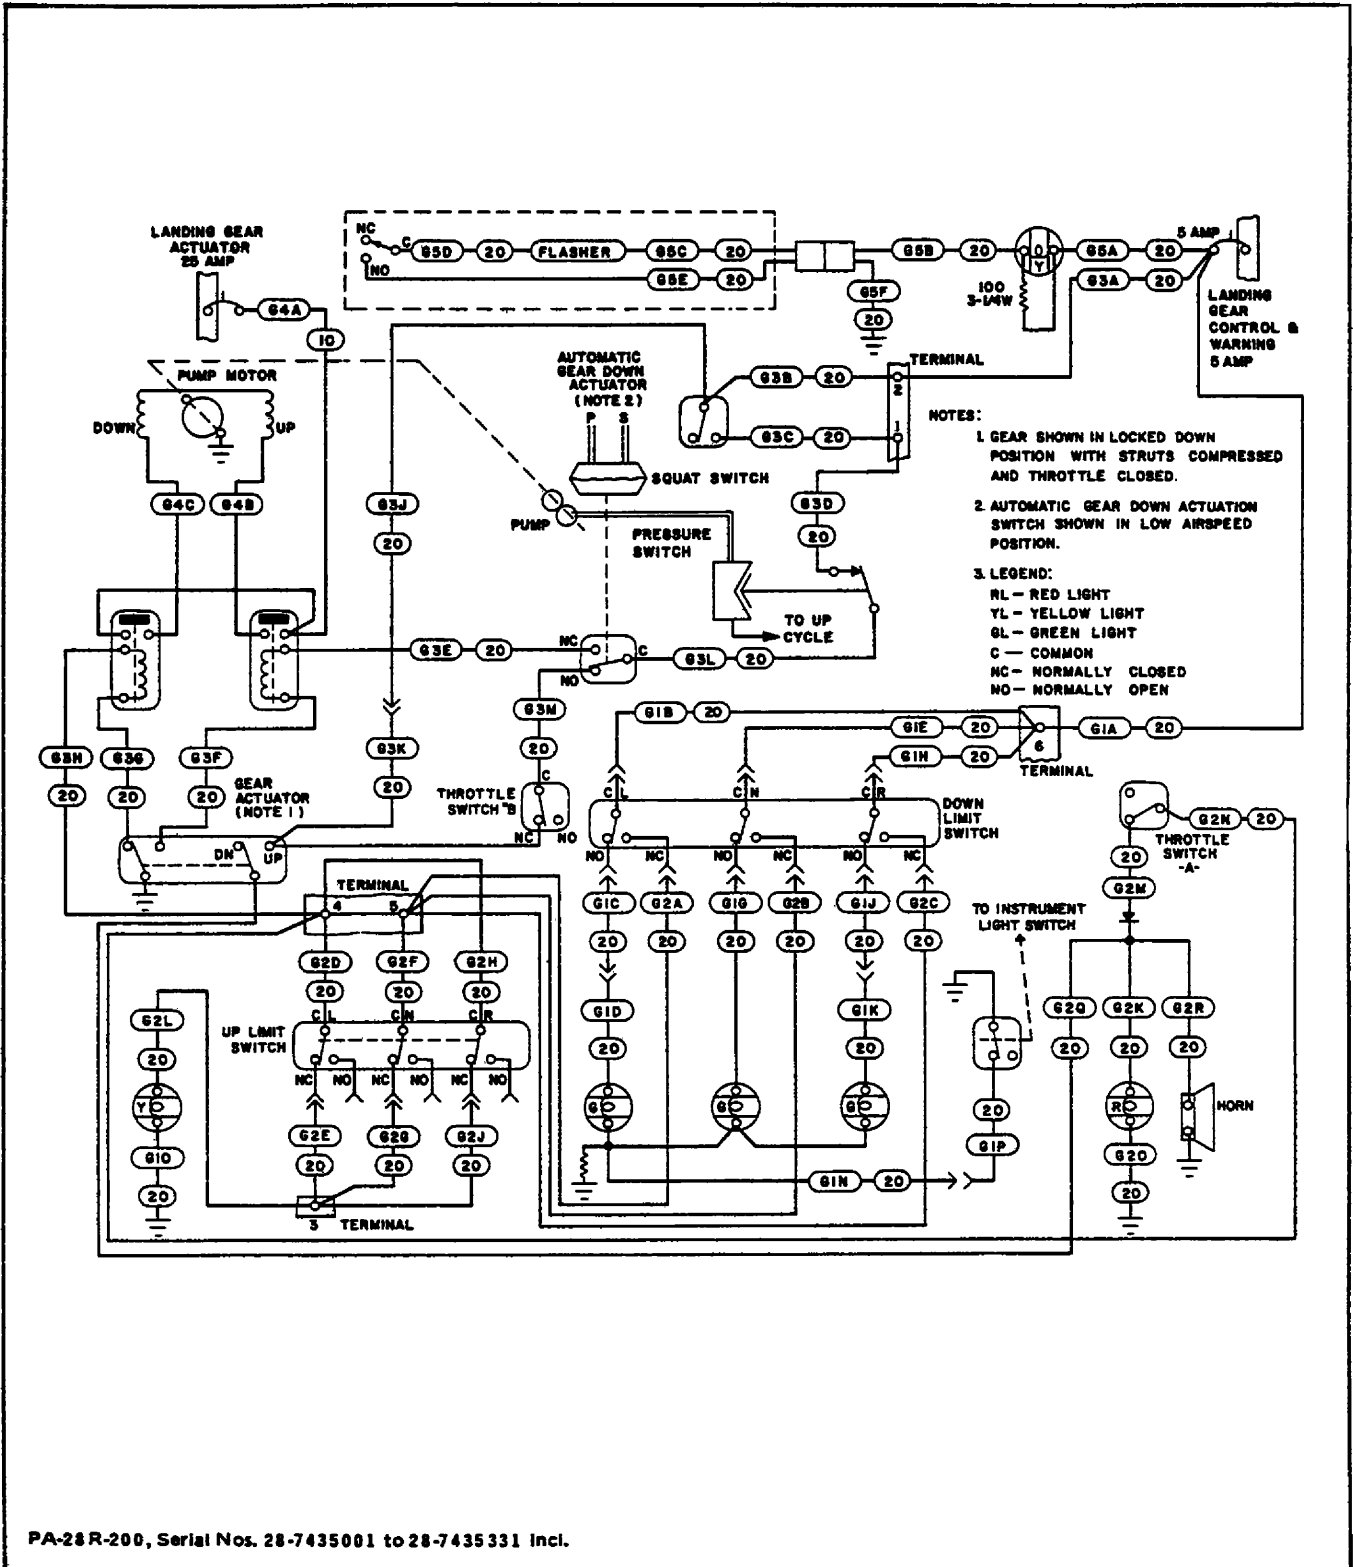 LANDING GEAR
ACTUATOR
25 AMP
G4A
10
NC
C
NO
G5D
20
FLASHER
G5C
20
G5E
20
G5B
20
G5F
20
O
Y
100
3-1/4W
G5A
20
G3A
20
5 AMP
LANDING
GEAR
CONTROL &
WARNING
5 AMP
PUMP MOTOR
DOWN
UP
G4C
G4B
AUTOMATIC
GEAR DOWN
ACTUATOR
(NOTE 2)
P
S
SQUAT SWITCH
G3B
20
G3C
20
TERMINAL
2
1
G3J
20
PUMP
PRESSURE
SWITCH
G3D
20
TO UP
CYCLE
NOTES:
1. GEAR SHOWN IN LOCKED DOWN
POSITION WITH STRUTS COMPRESSED
AND THROTTLE CLOSED.
2. AUTOMATIC GEAR DOWN ACTUATION
SWITCH SHOWN IN LOW AIRSPEED
POSITION.
3. LEGEND:
RL — RED LIGHT
YL — YELLOW LIGHT
GL — GREEN LIGHT
C — COMMON
NC — NORMALLY CLOSED
NO — NORMALLY OPEN
G3E
20
NC
C
NO
G3L
20
G3M
20
G3H
20
G3G
20
G3F
20
GEAR
ACTUATOR
(NOTE 1)
DN
UP
G3K
20
THROTTLE
SWITCH "B
C
NC
NO
G1B
20
G1E
20
G1H
20
6
TERMINAL
G1A
20
C L
C N
C R
DOWN
LIMIT
SWITCH
NO
NC
NO
NC
NO
NC
G1C
20
G2A
20
G1G
20
G2B
20
G1J
20
G2C
20
THROTTLE
SWITCH
-A-
G2N
20
20
G2M
TERMINAL
4
5
G2D
20
G2F
20
G2H
20
C L
C N
C R
UP LIMIT
SWITCH
NC
NO
NC
NO
NC
NO
G2E
20
G2G
20
G2J
20
3
TERMINAL
G2L
20
Y
G1O
20
G1D
20
G
G
G1K
20
G
G1N
20
TO INSTRUMENT
LIGHT SWITCH
20
G1P
G2Q
20
G2K
20
G2R
20
R
G2O
20
HORN
PA-28R-200, Serial Nos. 28-7435001 to 28-7435331 Incl.